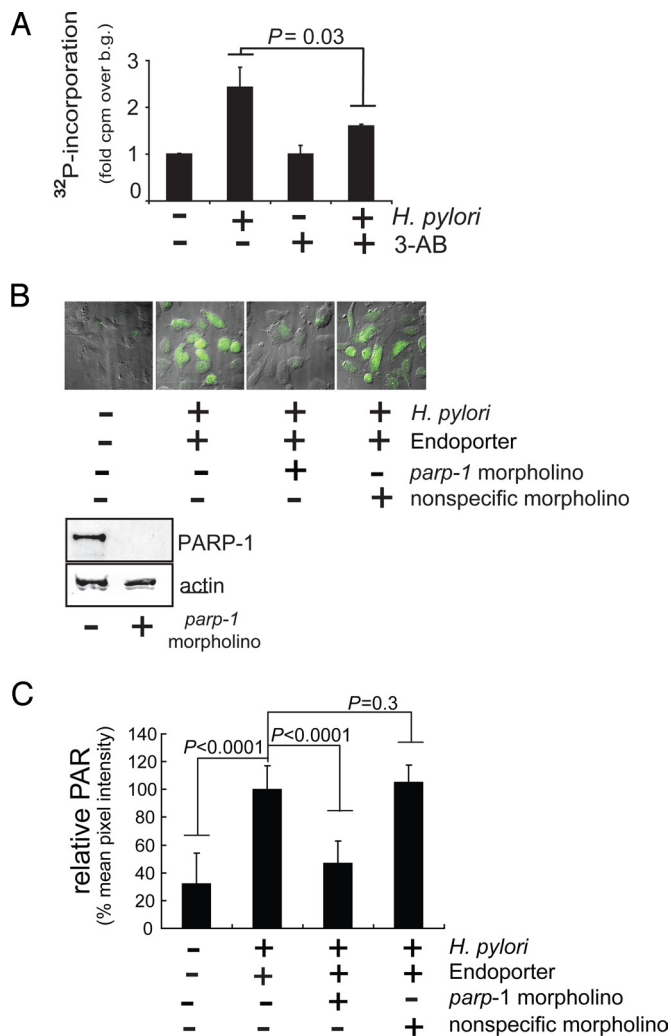 A
P = 0.03
32P-incorporation
(fold cpm over b.g.)
3
2
1
0
- + - + H. pylori
- - + + 3-AB
B
- + + + H. pylori
- + + + Endoporter
- - + - parp-1 morpholino
- - - + nonspecific morpholino
PARP-1
actin
- + parp-1
morpholino
C
P=0.3
P<0.0001 P<0.0001
relative PAR
(% mean pixel intensity)
140
120
100
80
60
40
20
0
- + + + H. pylori
- + + + Endoporter
- - + - parp-1 morpholino
- - - + nonspecific morpholino